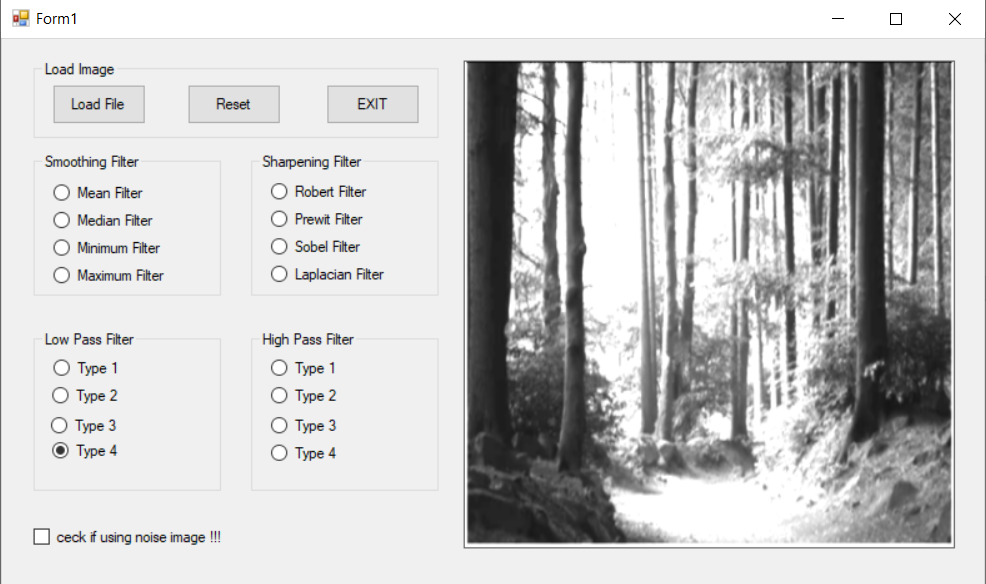 Form1
Load Image
Load File
Reset
EXIT
Smoothing Filter
Mean Filter
Median Filter
Minimum Filter
Maximum Filter
Sharpening Filter
Robert Filter
Prewit Filter
Sobel Filter
Laplacian Filter
Low Pass Filter
Type 1
Type 2
Type 3
Type 4
High Pass Filter
Type 1
Type 2
Type 3
Type 4
ceck if using noise image !!!